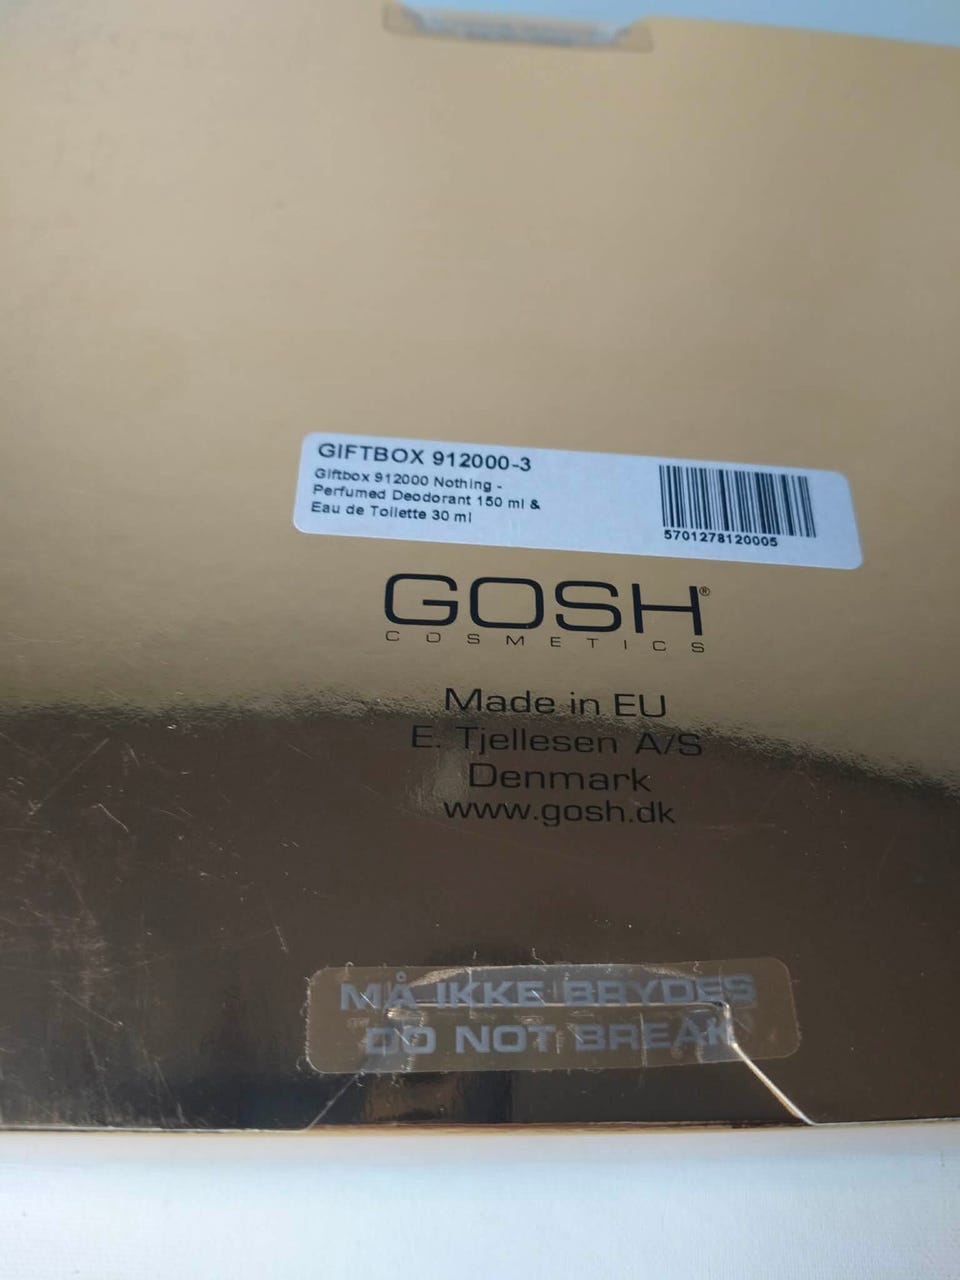 GIFTBOX 912000-3
Giftbox 912000 Nothing -
Perfumed Deodorant 150 ml &
Eau de Toilette 30 ml
5701278120005
GOSH®
COSMETICS
Made in EU
E. Tjellesen A/S
Denmark
www.gosh.dk
MÅ IKKE BRYDES
DO NOT BREAK